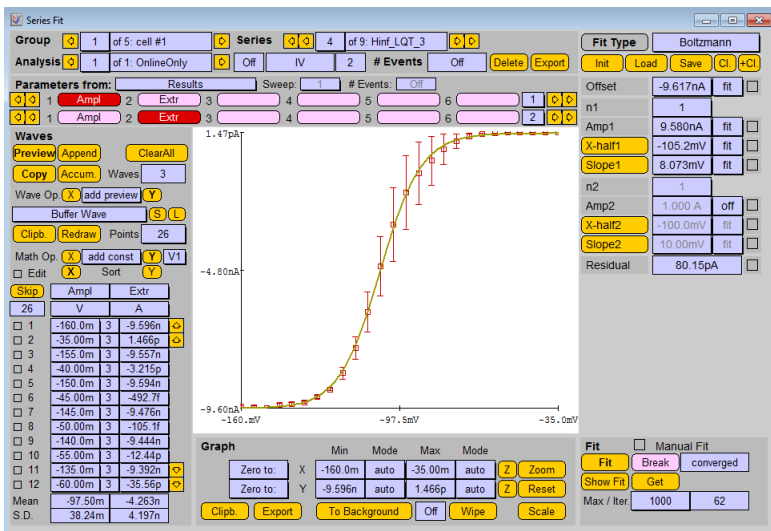 Series Fit
Group 1 of 5: cell #1 Series 4 of 9: Hinf_LQT_3
Analysis 1 of 1: OnlineOnly Off IV 2 # Events Off Delete Export
Parameters from: Results Sweep: 1 # Events: Off
1 Ampl 2 Extr 3 4 5 6 1
1 Ampl 2 Extr 3 4 5 6 2
Waves
Preview Append ClearAll
Copy Accum. Waves 3
Wave Op. X add preview Y
Buffer Wave S L
Clipb. Redraw Points 26
Math Op. X add const Y V1
Edit X Sort Y
Skip Ampl Extr
26 V A
1 -160.0m 3 -9.596n
2 -35.00m 3 1.466p
3 -155.0m 3 -9.557n
4 -40.00m 3 -3.215p
5 -150.0m 3 -9.594n
6 -45.00m 3 -492.7f
7 -145.0m 3 -9.476n
8 -50.00m 3 -105.1f
9 -140.0m 3 -9.444n
10 -55.00m 3 -12.44p
11 -135.0m 3 -9.392n
12 -60.00m 3 -35.56p
Mean -97.50m -4.263n
S.D. 38.24m 4.197n
1.47pA
-4.80nA
-9.60nA
-160.mV -97.5mV -35.0mV
Graph Min Mode Max Mode
Zero to: X -160.0m auto -35.00m auto Z Zoom
Zero to: Y -9.596n auto 1.466p auto Z Reset
Clipb. Export To Background Off Wipe Scale
Fit Type Boltzmann
Init Load Save Cl. +Cl.
Offset -9.617nA fit
n1 1
Amp1 9.580nA fit
X-half1 -105.2mV fit
Slope1 8.073mV fit
n2 1
Amp2 1.000 A off
X-half2 -100.0mV fit
Slope2 10.00mV fit
Residual 80.15pA
Fit Manual Fit
Fit Break converged
Show Fit Get
Max / Iter. 1000 62